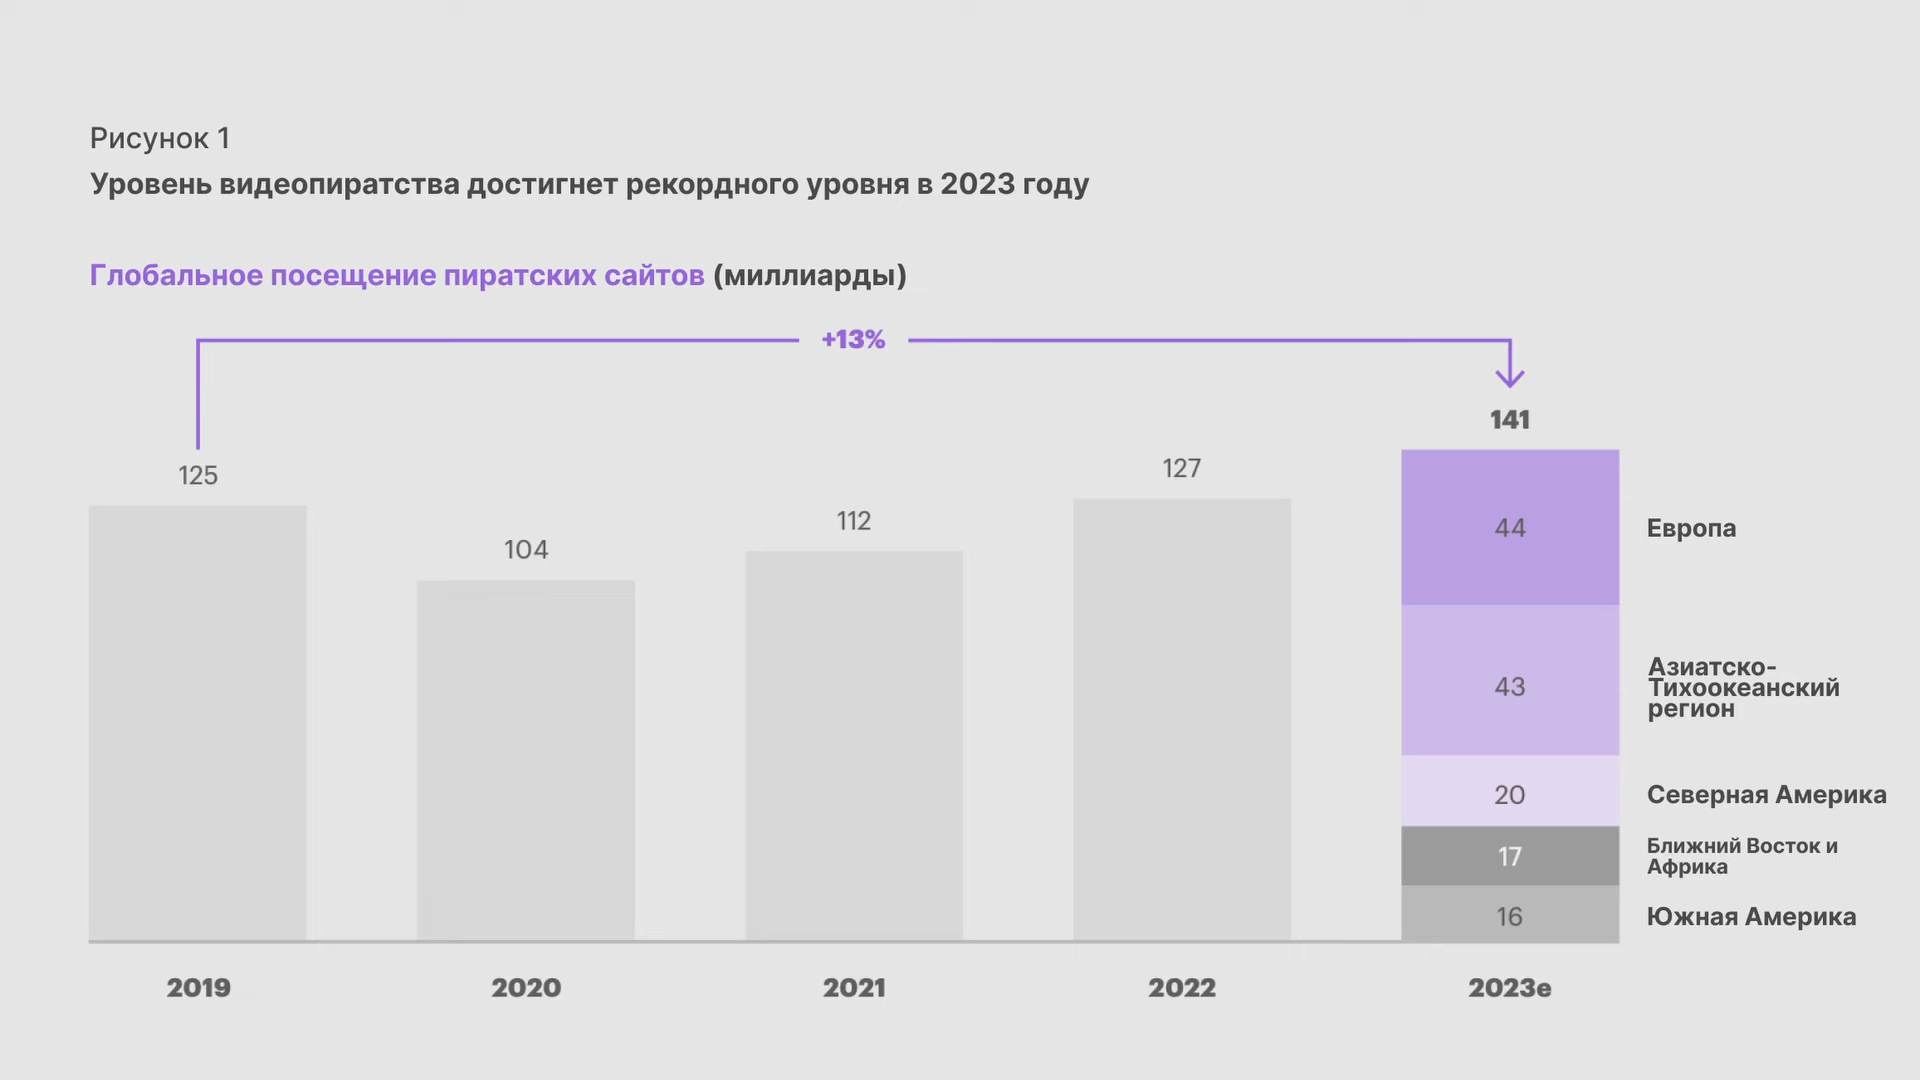 Рисунок 1
Уровень видеопиратства достигнет рекордного уровня в 2023 году
Глобальное посещение пиратских сайтов (миллиарды)
+13%
125
104
112
127
141
44
Европа
43
Азиатско-
Тихоокеанский
регион
20
Северная Америка
17
Ближний Восток и
Африка
16
Южная Америка
2019
2020
2021
2022
2023e